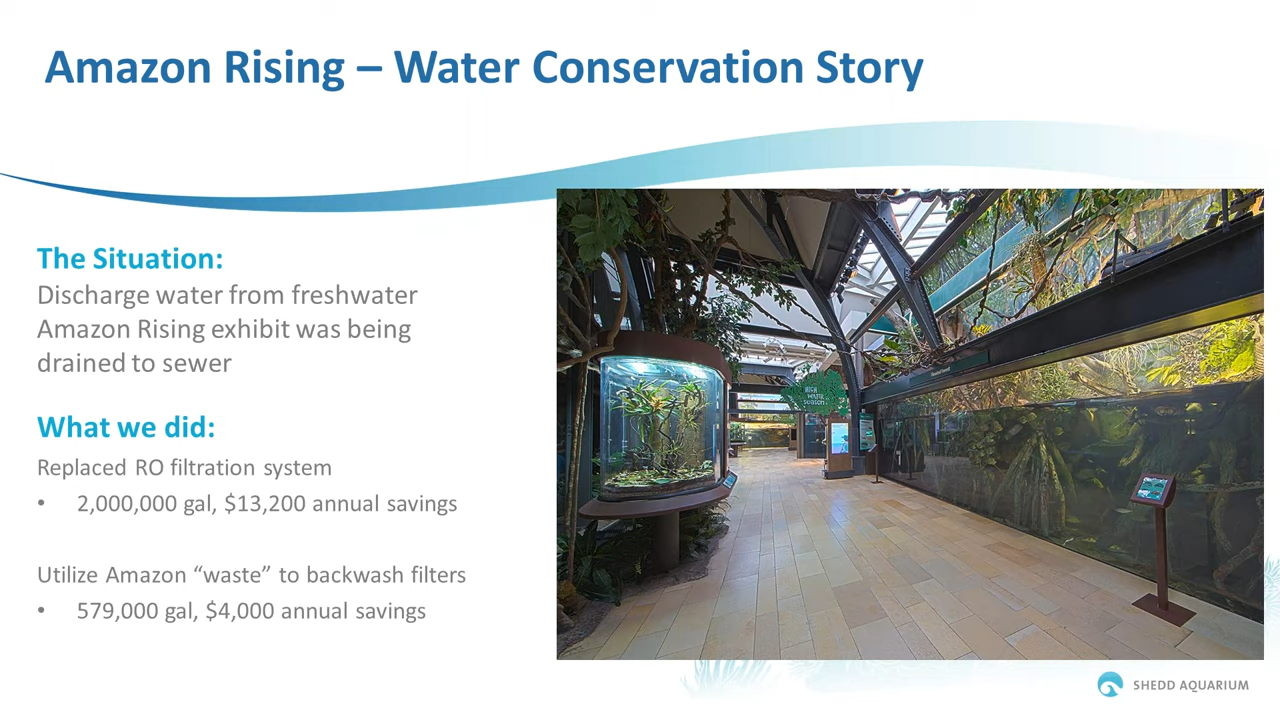 Amazon Rising – Water Conservation Story
The Situation:
Discharge water from freshwater
Amazon Rising exhibit was being
drained to sewer
What we did:
Replaced RO filtration system
• 2,000,000 gal, $13,200 annual savings
Utilize Amazon “waste” to backwash filters
• 579,000 gal, $4,000 annual savings
HIGH
WATER
SEASON
SHEDD AQUARIUM